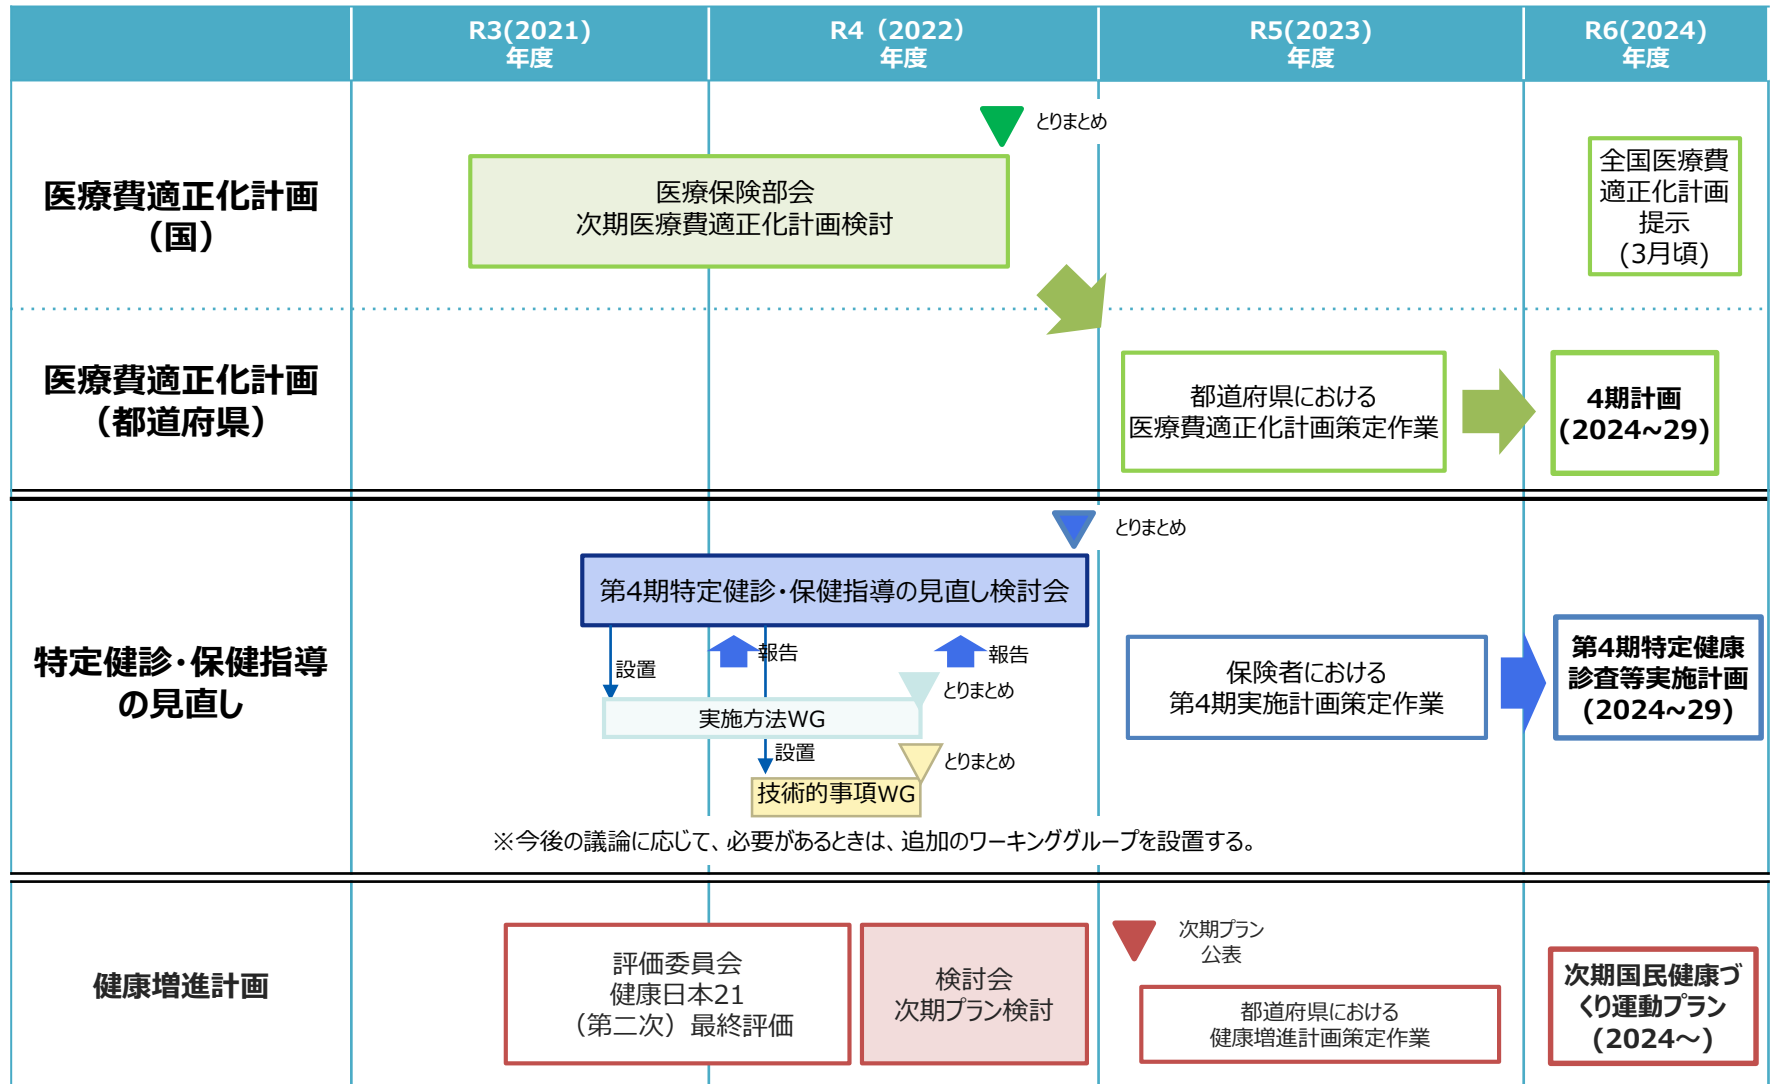 R3(2021)
年度
R4（2022）
年度
R5(2023)
年度
R6(2024)
年度
医療費適正化計画
（国）
とりまとめ
医療保険部会
次期医療費適正化計画検討
全国医療費
適正化計画
提示
(3月頃)
医療費適正化計画
（都道府県）
都道府県における
医療費適正化計画策定作業
4期計画
(2024~29)
特定健診・保健指導
の見直し
とりまとめ
第4期特定健診・保健指導の見直し検討会
設置
報告
報告
とりまとめ
実施方法WG
設置
とりまとめ
技術的事項WG
保険者における
第4期実施計画策定作業
第4期特定健康
診査等実施計画
(2024~29)
※今後の議論に応じて、必要があるときは、追加のワーキンググループを設置する。
健康増進計画
評価委員会
健康日本21
（第二次）最終評価
検討会
次期プラン検討
次期プラン
公表
都道府県における
健康増進計画策定作業
次期国民健康づ
くり運動プラン
(2024～)